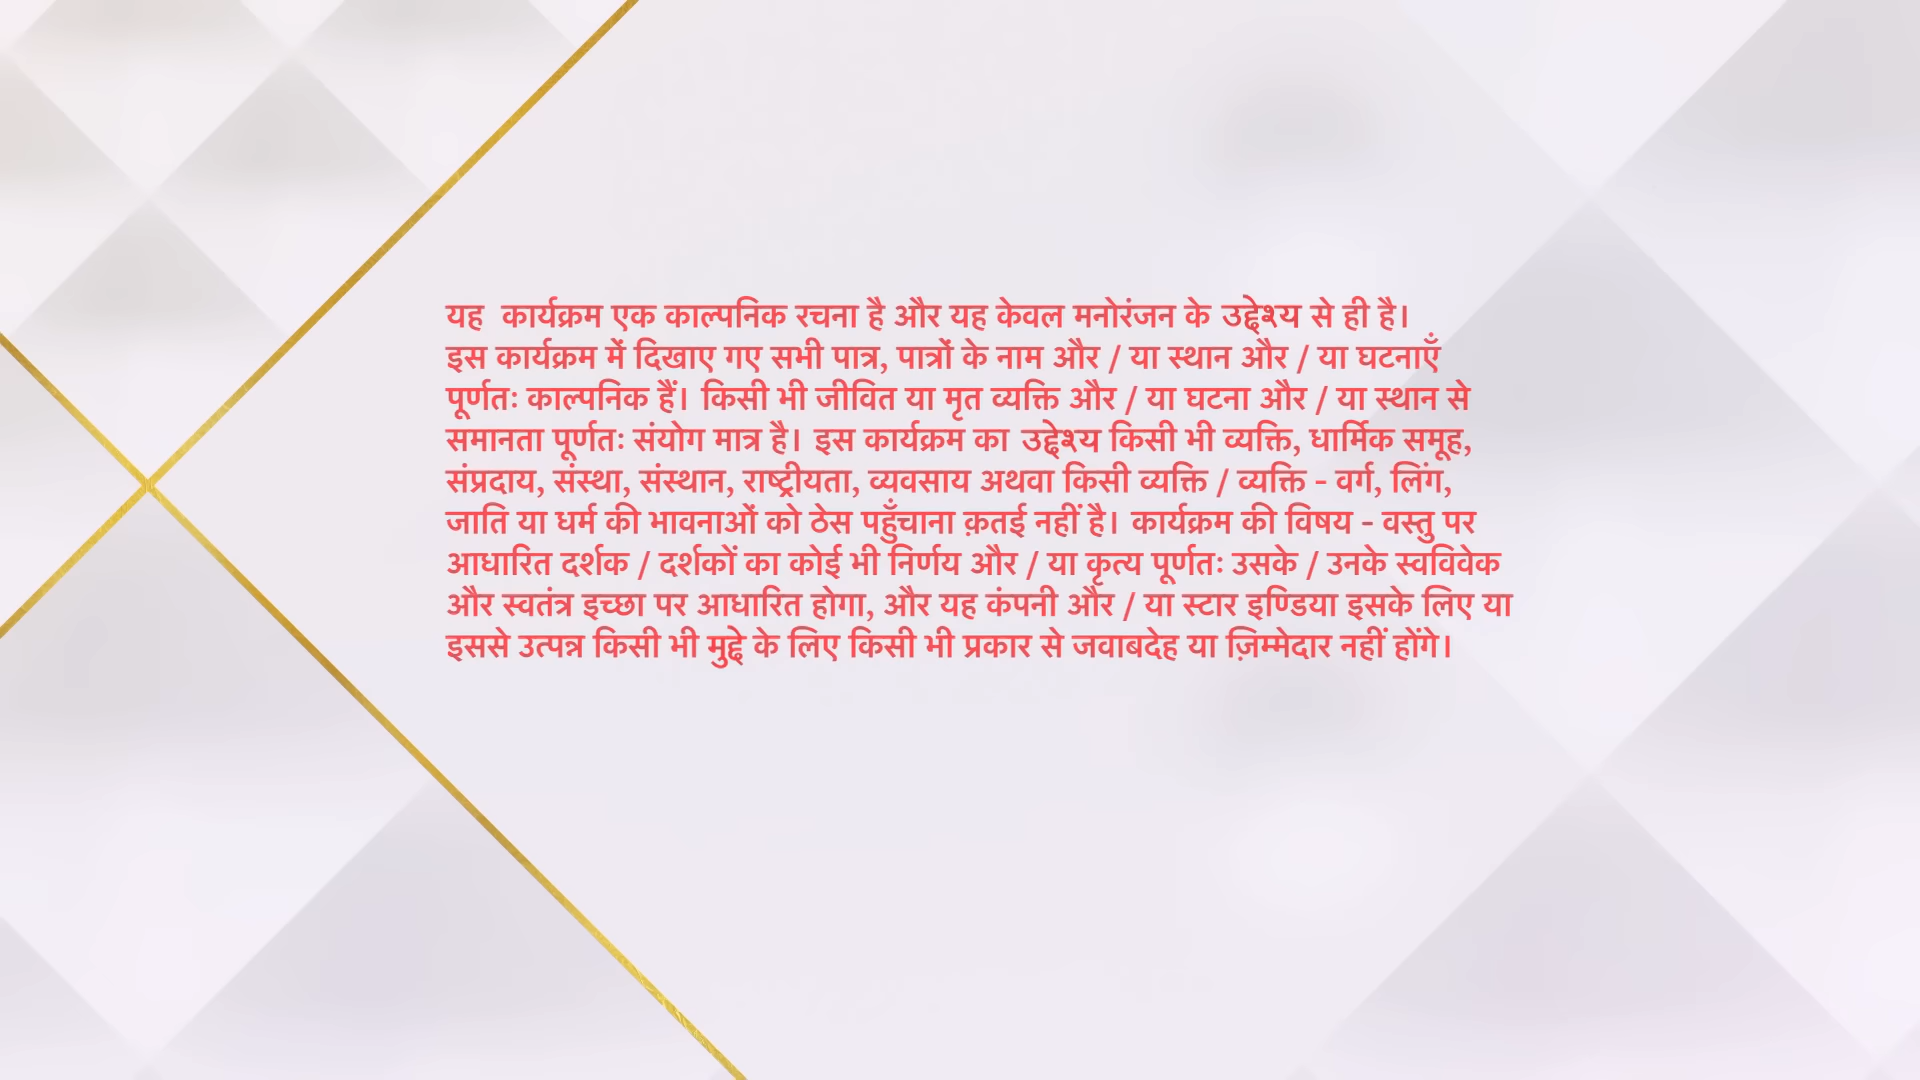 यह कार्यक्रम एक काल्पनिक रचना है और यह केवल मनोरंजन के उद्देश्य से ही है।
इस कार्यक्रम में दिखाए गए सभी पात्र, पात्रों के नाम और / या स्थान और / या घटनाएँ
पूर्णतः काल्पनिक हैं। किसी भी जीवित या मृत व्यक्ति और / या घटना और / या स्थान से
समानता पूर्णतः संयोग मात्र है। इस कार्यक्रम का उद्देश्य किसी भी व्यक्ति, धार्मिक समूह,
संप्रदाय, संस्था, संस्थान, राष्ट्रीयता, व्यवसाय अथवा किसी व्यक्ति / व्यक्ति - वर्ग, लिंग,
जाति या धर्म की भावनाओं को ठेस पहुँचाना क़तई नहीं है। कार्यक्रम की विषय - वस्तु पर
आधारित दर्शक / दर्शकों का कोई भी निर्णय और / या कृत्य पूर्णतः उसके / उनके स्वविवेक
और स्वतंत्र इच्छा पर आधारित होगा, और यह कंपनी और / या स्टार इण्डिया इसके लिए या
इससे उत्पन्न किसी भी मुद्दे के लिए किसी भी प्रकार से जवाबदेह या ज़िम्मेदार नहीं होंगे।